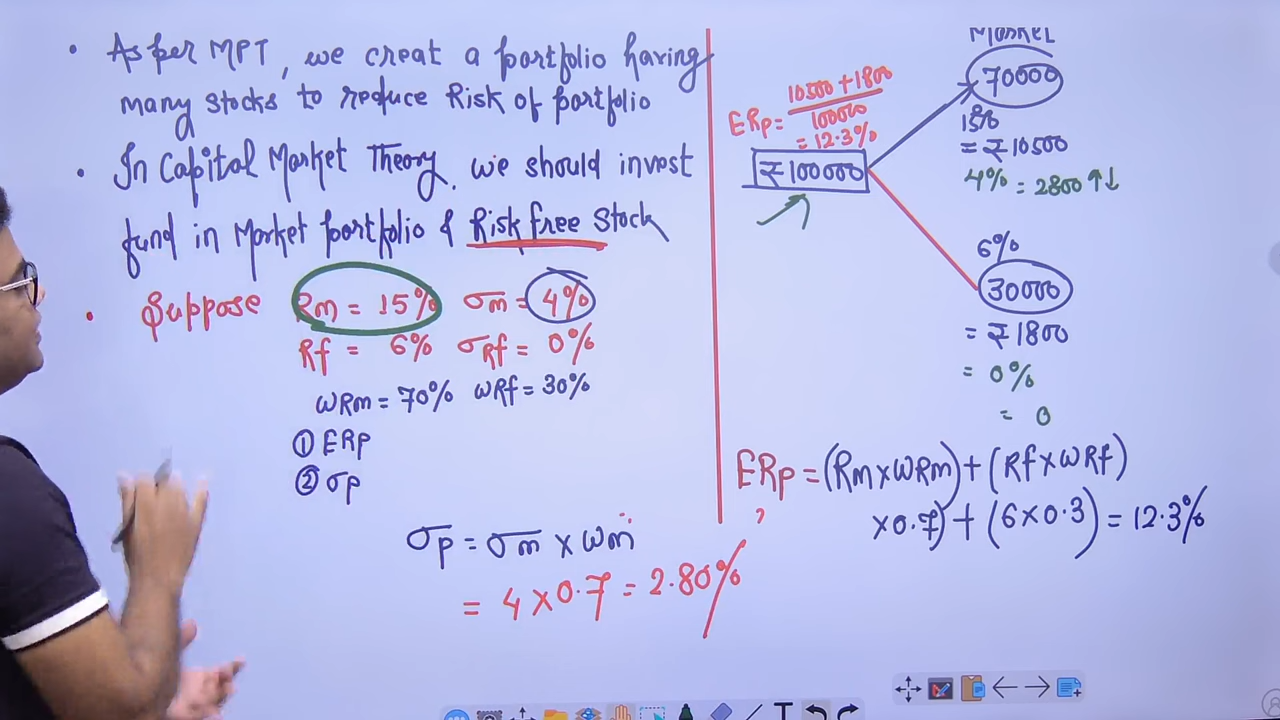 • As per MPT, we creat a portfolio having
many stocks to reduce Risk of portfolio
• In Capital Market Theory, we should invest
fund in Market portfolio & Risk free Stock
• Suppose Rm = 15% σm = 4%
Rf = 6% σRf = 0%
WRm = 70% WRf = 30%
① ERp
② σp
σp = σm × wm
= 4 × 0.7 = 2.80%
Market
70000
15%
= ₹10500
4% = 2800 ↑↓
ERp = 10500 + 1800
100000
= 12.3%
₹100000
6%
30000
= ₹1800
= 0%
= 0
ERp = (Rm × WRm) + (Rf × WRf)
× 0.7) + (6 × 0.3) = 12.3%
T